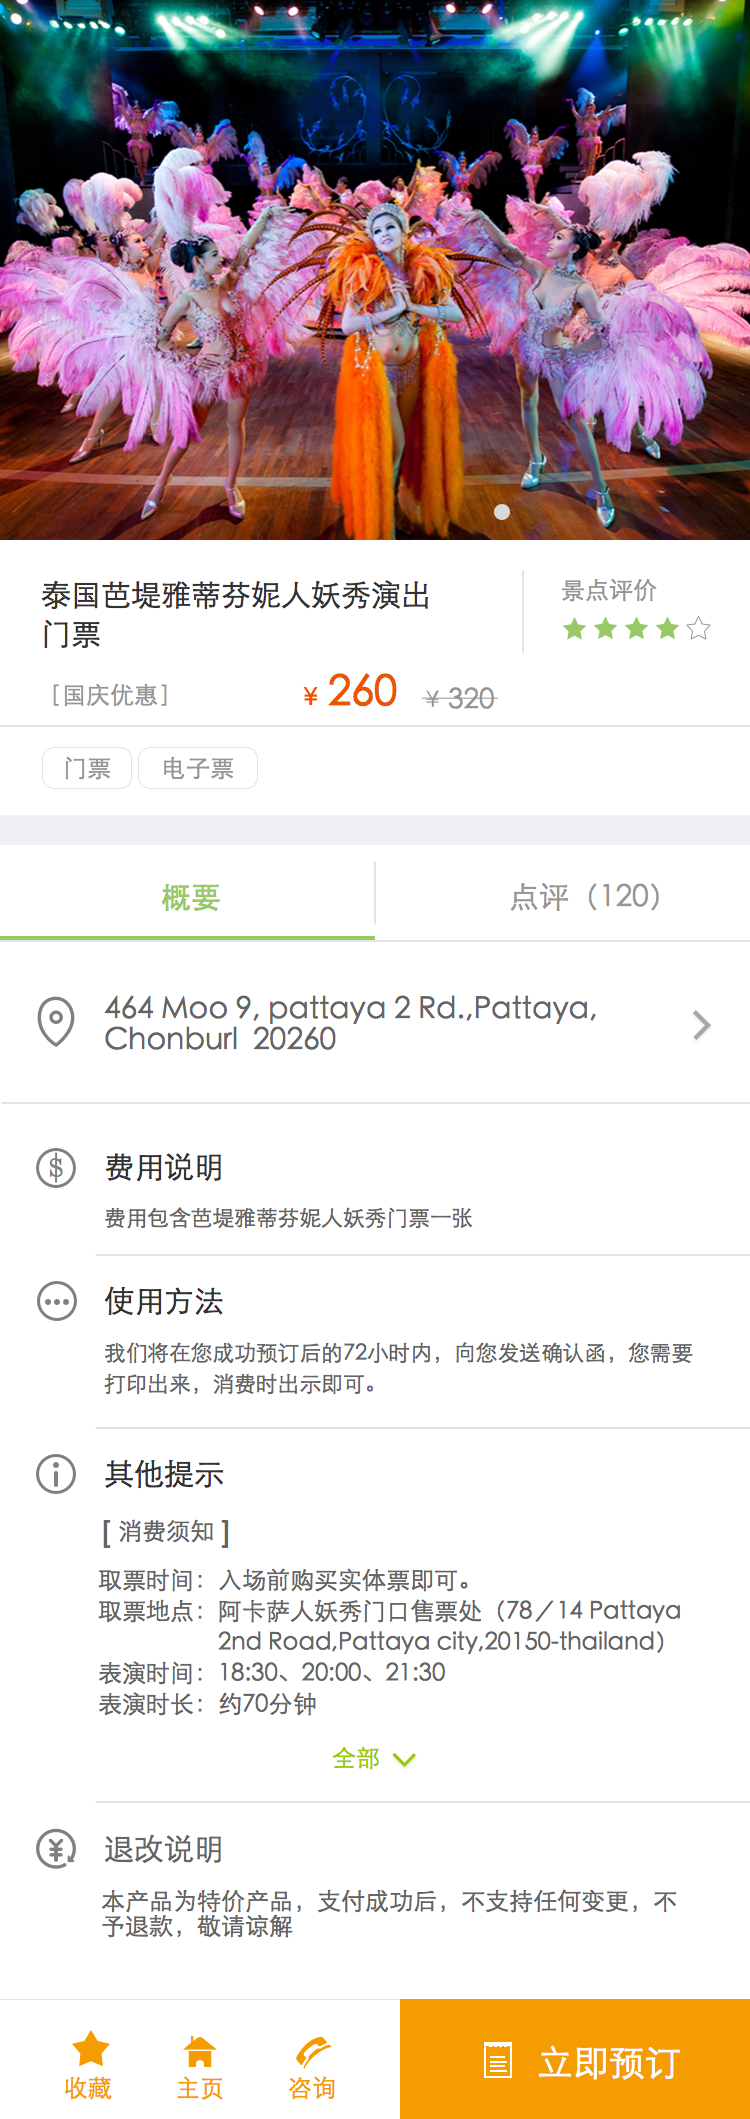 泰国芭堤雅蒂芬妮人妖秀演出
门票
景点评价
[国庆优惠]
¥ 260
¥ 320
门票
电子票
概要
点评（120）
464 Moo 9, pattaya 2 Rd.,Pattaya,
Chonburl 20260
费用说明
费用包含芭堤雅蒂芬妮人妖秀门票一张
使用方法
我们将在您成功预订后的72小时内，向您发送确认函，您需要
打印出来，消费时出示即可。
其他提示
[ 消费须知 ]
取票时间：入场前购买实体票即可。
取票地点：阿卡萨人妖秀门口售票处（78／14 Pattaya
2nd Road,Pattaya city,20150-thailand）
表演时间：18:30、20:00、21:30
表演时长：约70分钟
全部
退改说明
本产品为特价产品，支付成功后，不支持任何变更，不
予退款，敬请谅解
收藏
主页
咨询
立即预订